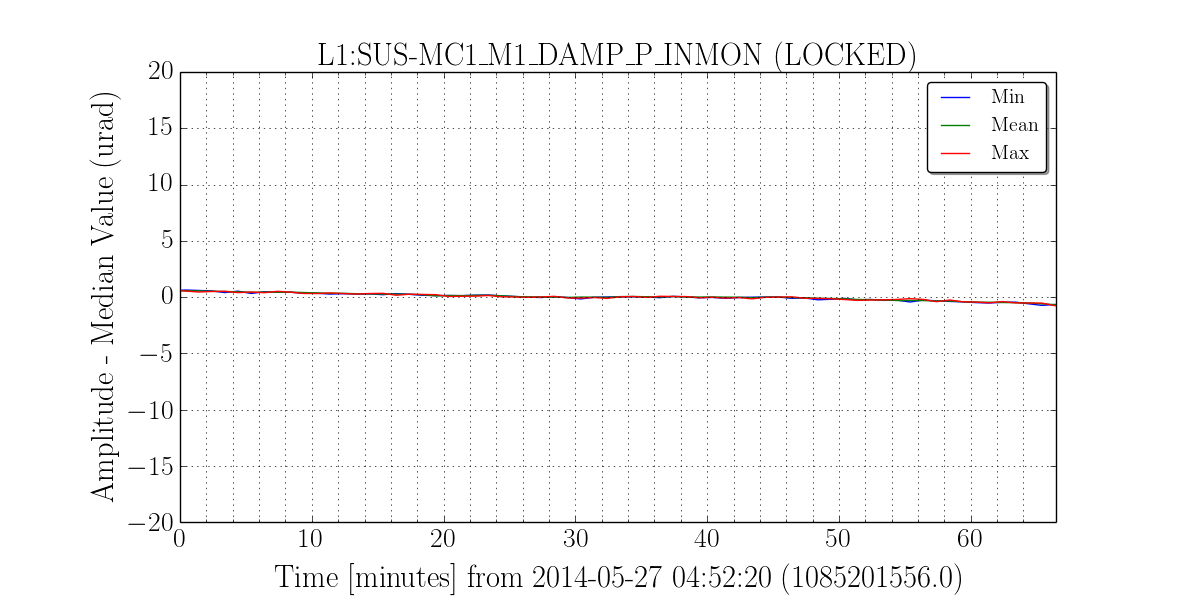 L1:SUS-MC1_M1_DAMP_P_INMON (LOCKED)
Amplitude - Median Value (urad)
20
15
10
5
0
−5
−10
−15
−20
Min
Mean
Max
0 10 20 30 40 50 60
Time [minutes] from 2014-05-27 04:52:20 (1085201556.0)